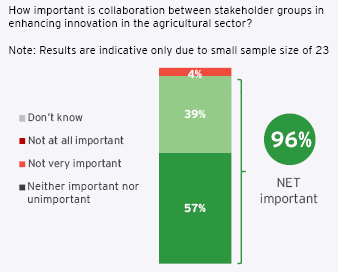 How important is collaboration between stakeholder groups in
enhancing innovation in the agricultural sector?
Note: Results are indicative only due to small sample size of 23
4%
39%
57%
Don't know
Not at all important
Not very important
Neither important nor
unimportant
96%
NET
important